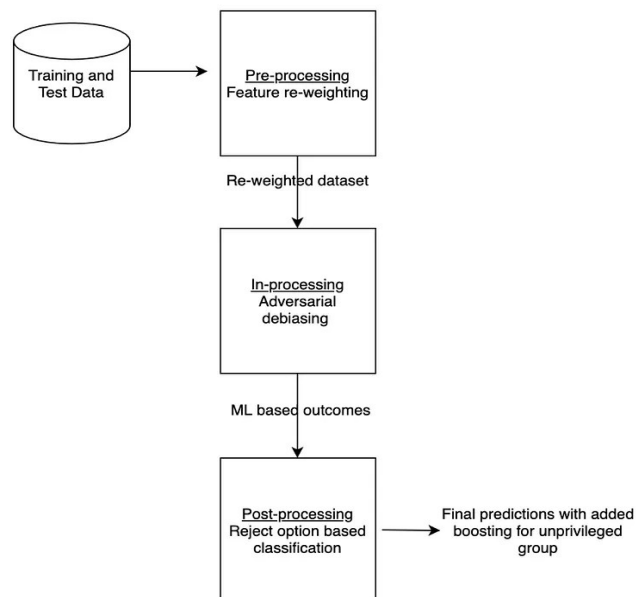 Training and
Test Data
Pre-processing
Feature re-weighting
Re-weighted dataset
In-processing
Adversarial
debiasing
ML based outcomes
Post-processing
Reject option based
classification
Final predictions with added
boosting for unprivileged
group